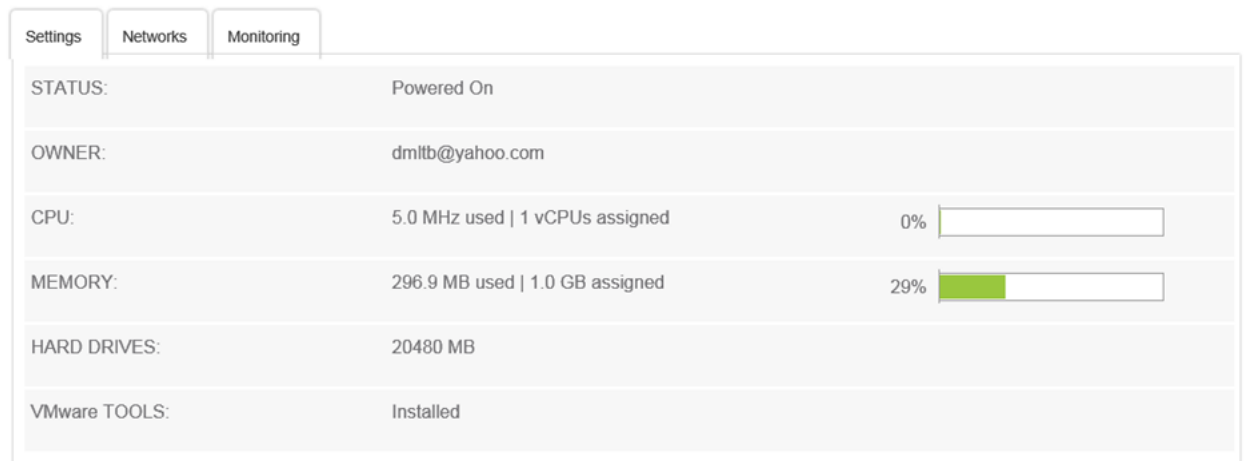 Settings Networks Monitoring
STATUS: Powered On
OWNER: dmltb@yahoo.com
CPU: 5.0 MHz used | 1 vCPUs assigned 0%
MEMORY: 296.9 MB used | 1.0 GB assigned 29%
HARD DRIVES: 20480 MB
VMware TOOLS: Installed